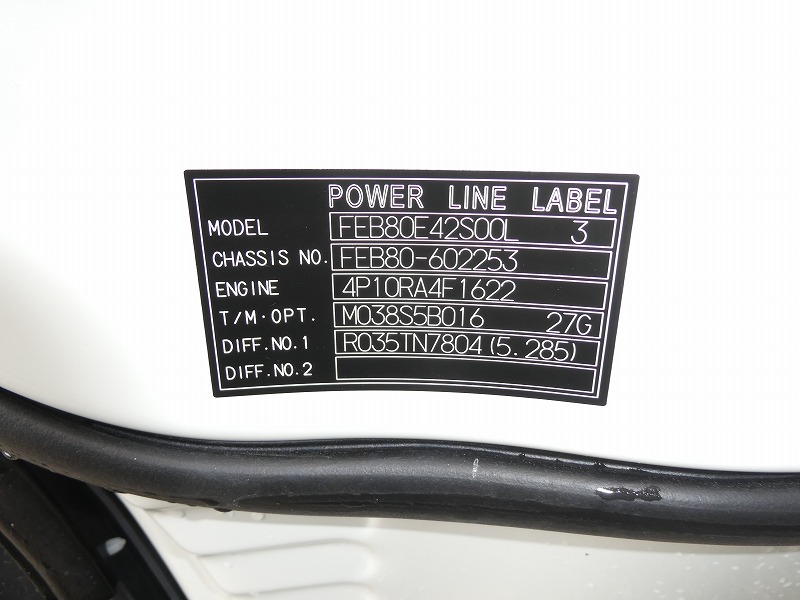 POWER LINE LABEL
MODEL FEB80E42S00L 3
CHASSIS NO. FEB80-602253
ENGINE 4P10RA4F1622
T/M·OPT. M038S5B016 27G
DIFF.NO.1 R035TN7804(5.285)
DIFF.NO.2